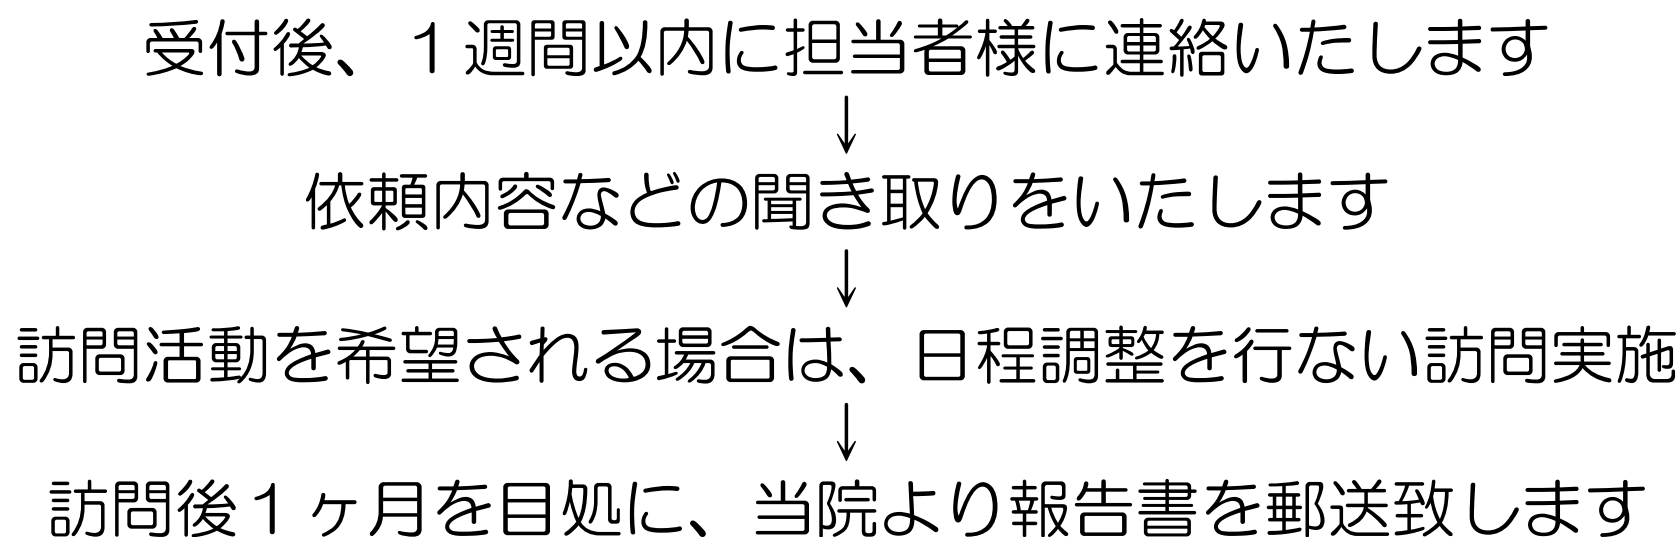 受付後、１週間以内に担当者様に連絡いたします
↓
依頼内容などの聞き取りをいたします
↓
訪問活動を希望される場合は、日程調整を行ない訪問実施
↓
訪問後１ヶ月を目処に、当院より報告書を郵送致します